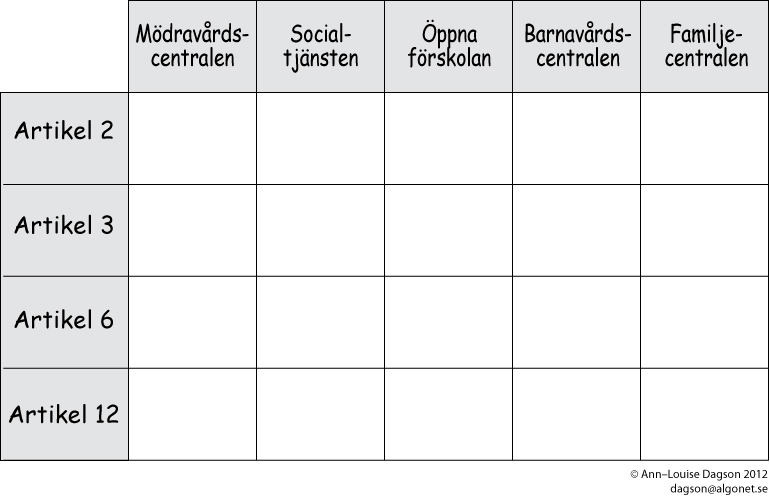 Mödravårds-
centralen
Social-
tjänsten
Öppna
förskolan
Barnavårds-
centralen
Familje-
centralen
Artikel 2
Artikel 3
Artikel 6
Artikel 12
© Ann–Louise Dagson 2012
dagson@algonet.se